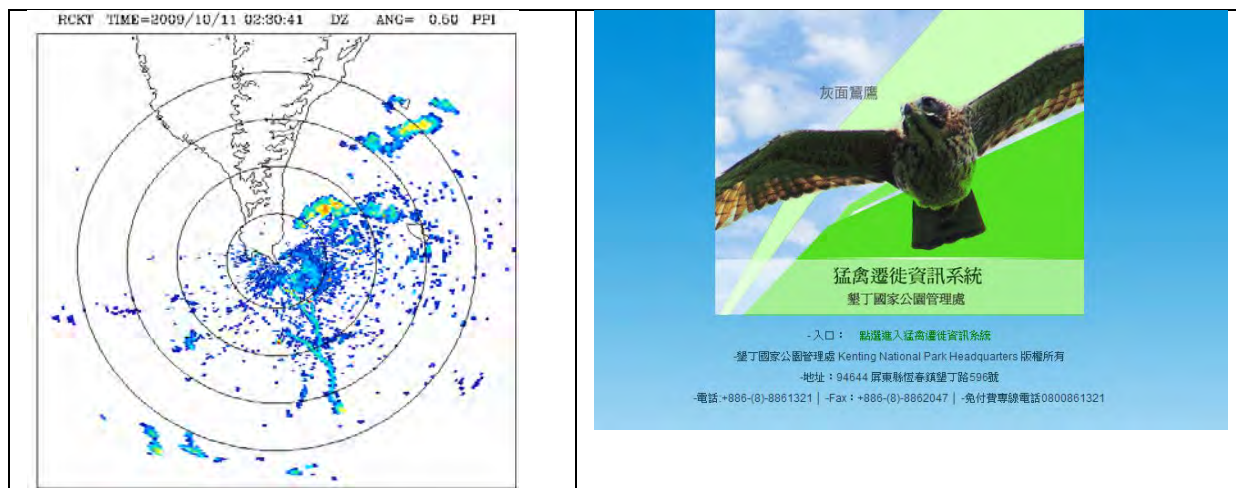 RCKT TIME=2009/10/11 02:30:41 DZ ANG= 0.50 PPI
灰面鵟鷹
猛禽遷徙資訊系統
墾丁國家公園管理處
-入口： 點選進入猛禽遷徙資訊系統
-墾丁國家公園管理處 Kenting National Park Headquarters 版權所有
-地址：94644 屏東縣恆春鎮墾丁路596號
-電話:+886-(8)-8861321 | -Fax：+886-(8)-8862047 | -免付費專線電話0800861321